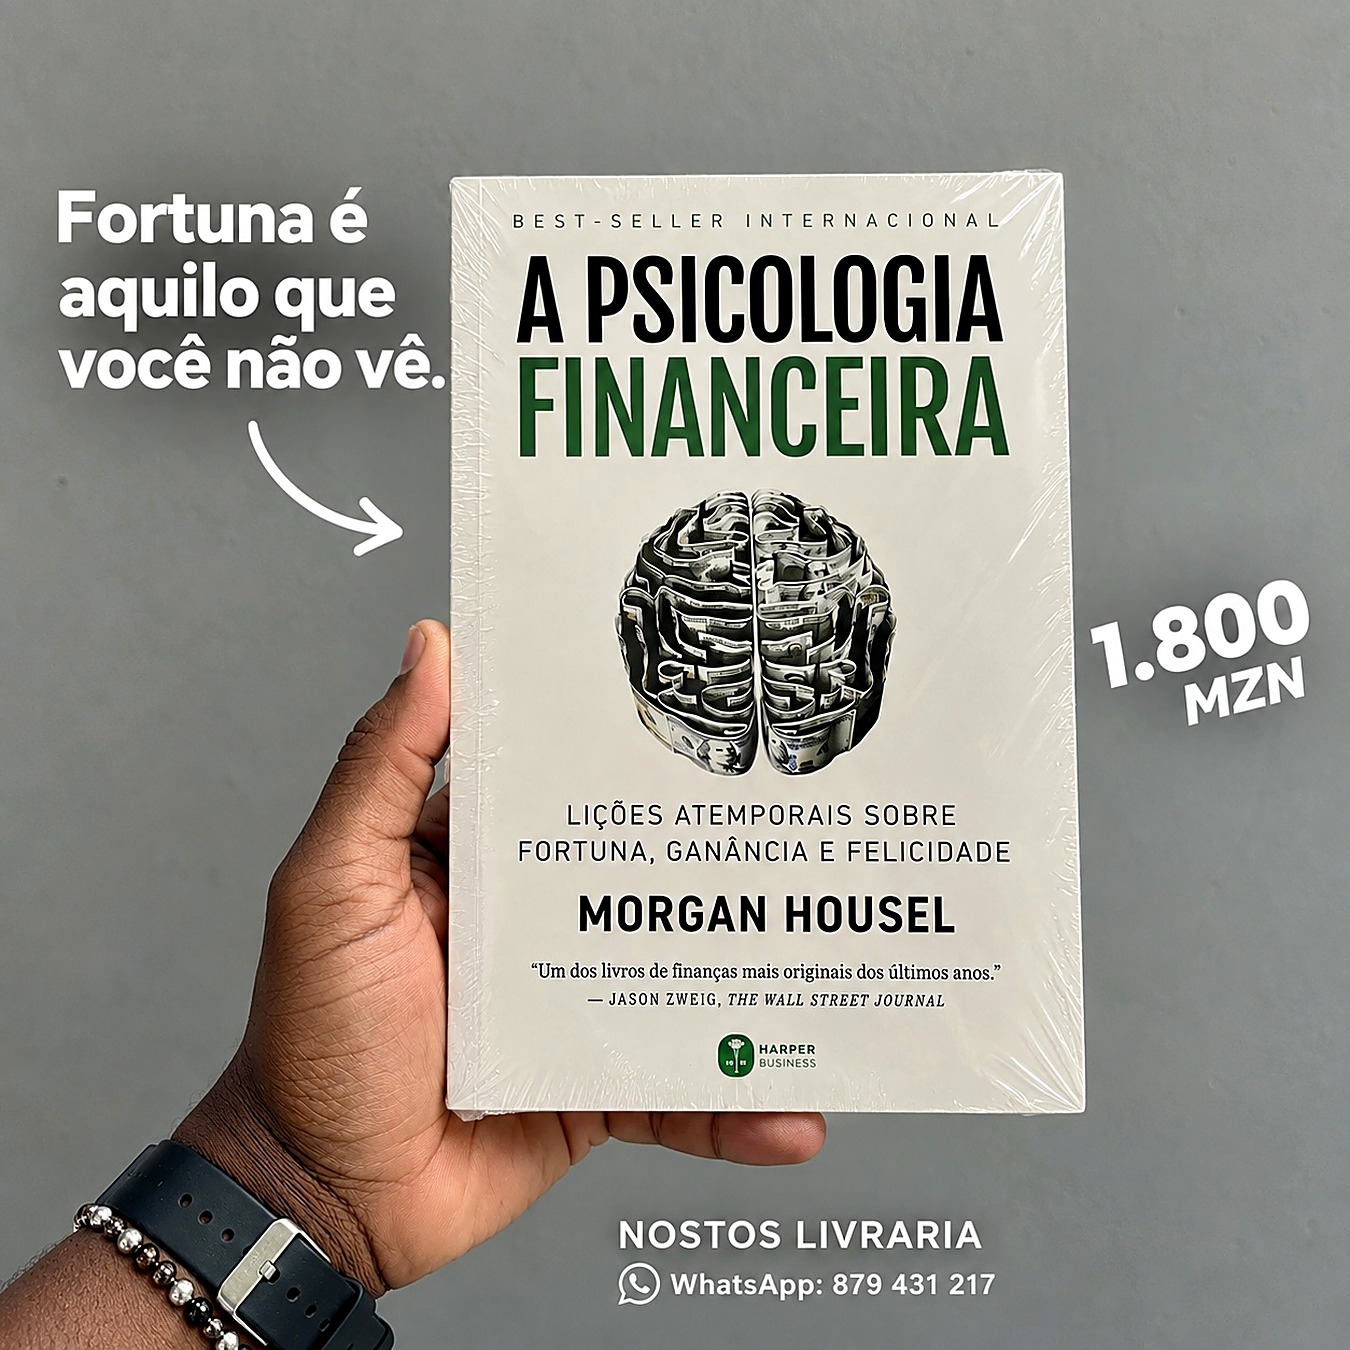 Fortuna é
aquilo que
você não vê.
BEST-SELLER INTERNACIONAL
A PSICOLOGIA
FINANCEIRA
1.800
MZN
LIÇÕES ATEMPORAIS SOBRE
FORTUNA, GANÂNCIA E FELICIDADE
MORGAN HOUSEL
“Um dos livros de finanças mais originais dos últimos anos.”
— JASON ZWEIG, THE WALL STREET JOURNAL
HARPER
BUSINESS
NOSTOS LIVRARIA
WhatsApp: 879 431 217